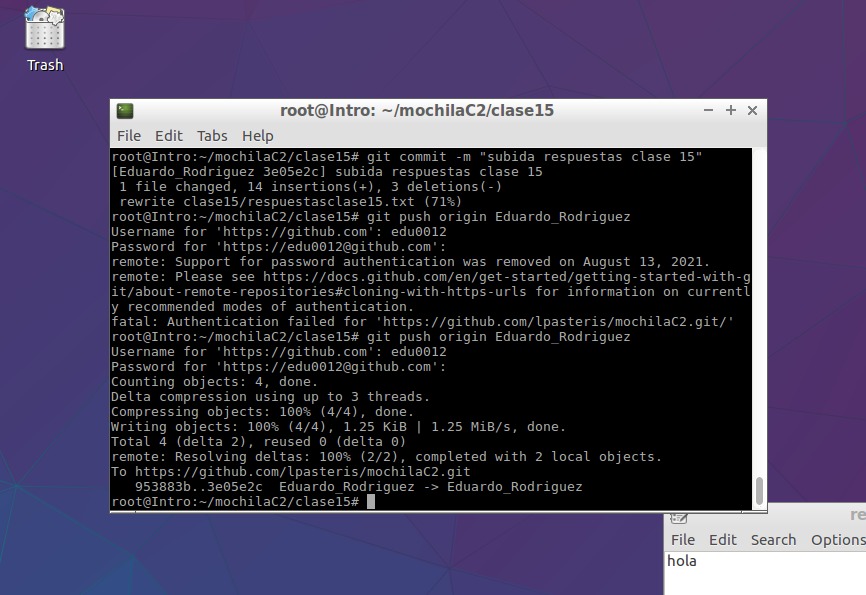 Trash
root@Intro: ~/mochilaC2/clase15
File Edit Tabs Help
root@Intro:~/mochilaC2/clase15# git commit -m "subida respuestas clase 15"
[Eduardo_Rodriguez 3e05e2c] subida respuestas clase 15
 1 file changed, 14 insertions(+), 3 deletions(-)
 rewrite clase15/respuestasclase15.txt (71%)
root@Intro:~/mochilaC2/clase15# git push origin Eduardo_Rodriguez
Username for 'https://github.com': edu0012
Password for 'https://edu0012@github.com':
remote: Support for password authentication was removed on August 13, 2021.
remote: Please see https://docs.github.com/en/get-started/getting-started-with-g
it/about-remote-repositories#cloning-with-https-urls for information on currentl
y recommended modes of authentication.
fatal: Authentication failed for 'https://github.com/lpasteris/mochilaC2.git/'
root@Intro:~/mochilaC2/clase15# git push origin Eduardo_Rodriguez
Username for 'https://github.com': edu0012
Password for 'https://edu0012@github.com':
Counting objects: 4, done.
Delta compression using up to 3 threads.
Compressing objects: 100% (4/4), done.
Writing objects: 100% (4/4), 1.25 KiB | 1.25 MiB/s, done.
Total 4 (delta 2), reused 0 (delta 0)
remote: Resolving deltas: 100% (2/2), completed with 2 local objects.
To https://github.com/lpasteris/mochilaC2.git
   953883b..3e05e2c  Eduardo_Rodriguez -> Eduardo_Rodriguez
root@Intro:~/mochilaC2/clase15#
re
File Edit Search Options
hola